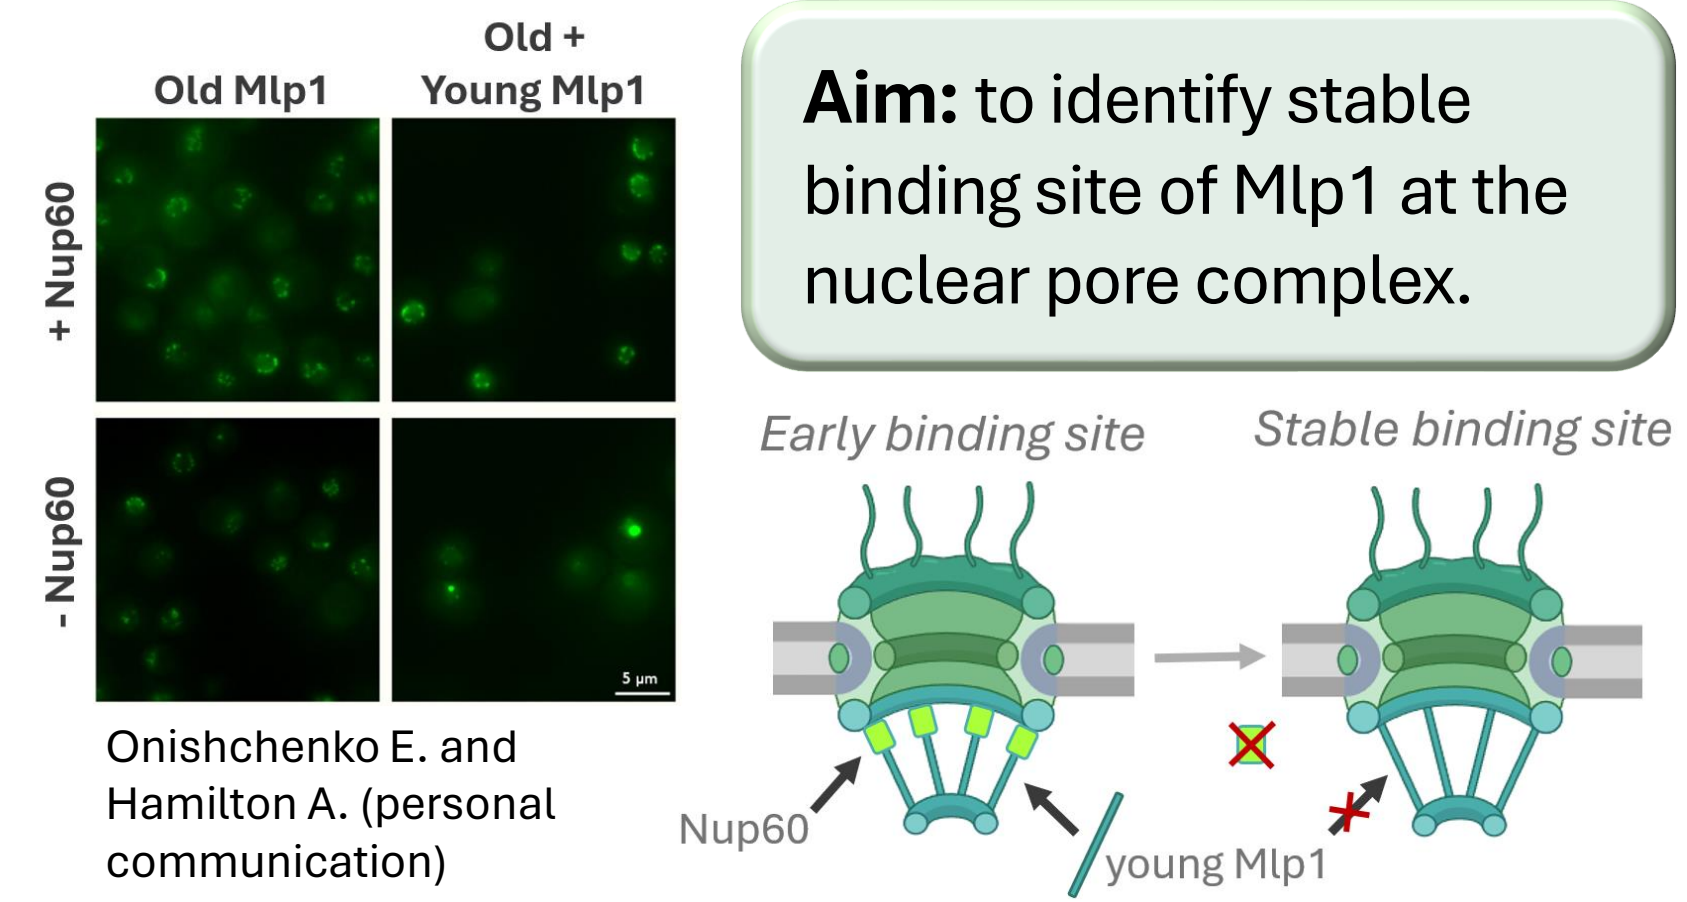 Old Mlp1
Old +
Young Mlp1
+ Nup60
- Nup60
5 µm
Onishchenko E. and
Hamilton A. (personal
communication)
Aim: to identify stable
binding site of Mlp1 at the
nuclear pore complex.
Early binding site
Stable binding site
Nup60
young Mlp1